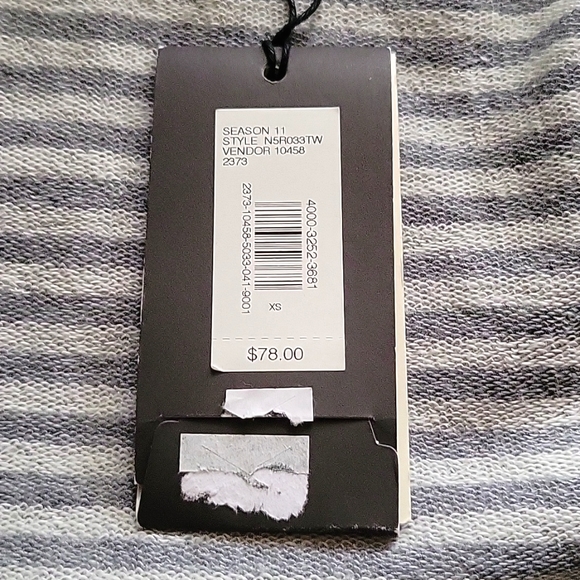 SEASON 11
STYLE N5R033TW
VENDOR 10458
2373
4000-3252-3681
2373-10458-5033-041-9001
XS
$78.00